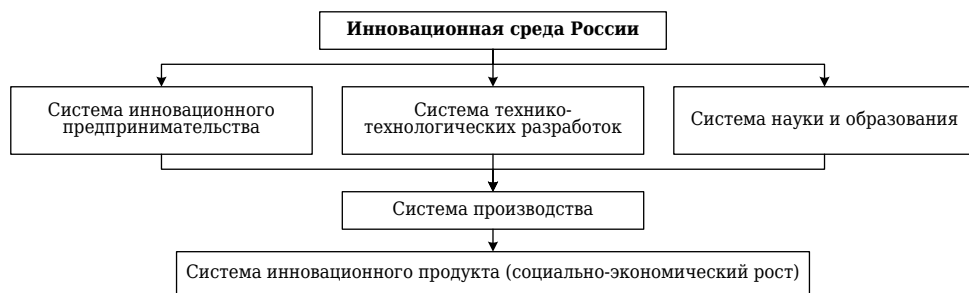 Инновационная среда России
Система инновационного
предпринимательства
Система технико-
технологических разработок
Система науки и образования
Система производства
Система инновационного продукта (социально-экономический рост)